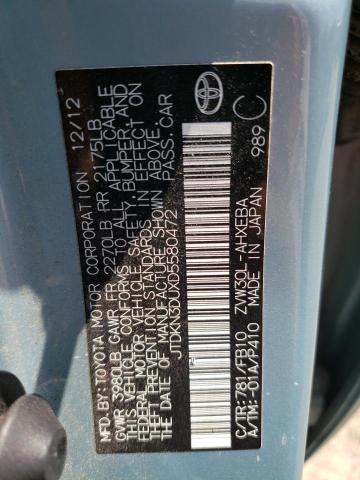 MFD. BY: TOYOTA MOTOR CORPORATION 12/12
GVWR 3980LB GAWR FR 2270LB RR 2175LB
THIS VEHICLE CONFORMS TO ALL APPLICABLE
FEDERAL MOTOR VEHICLE SAFETY, BUMPER, AND
THEFT PREVENTION STANDARDS IN EFFECT ON
THE DATE OF MANUFACTURE SHOWN ABOVE.
JTDKN3DUXD5580472 PASS. CAR
C/TR: 781/FB10 ZVW30L-AHXEBA
A/TM: -01A/P410 MADE IN JAPAN 989 C